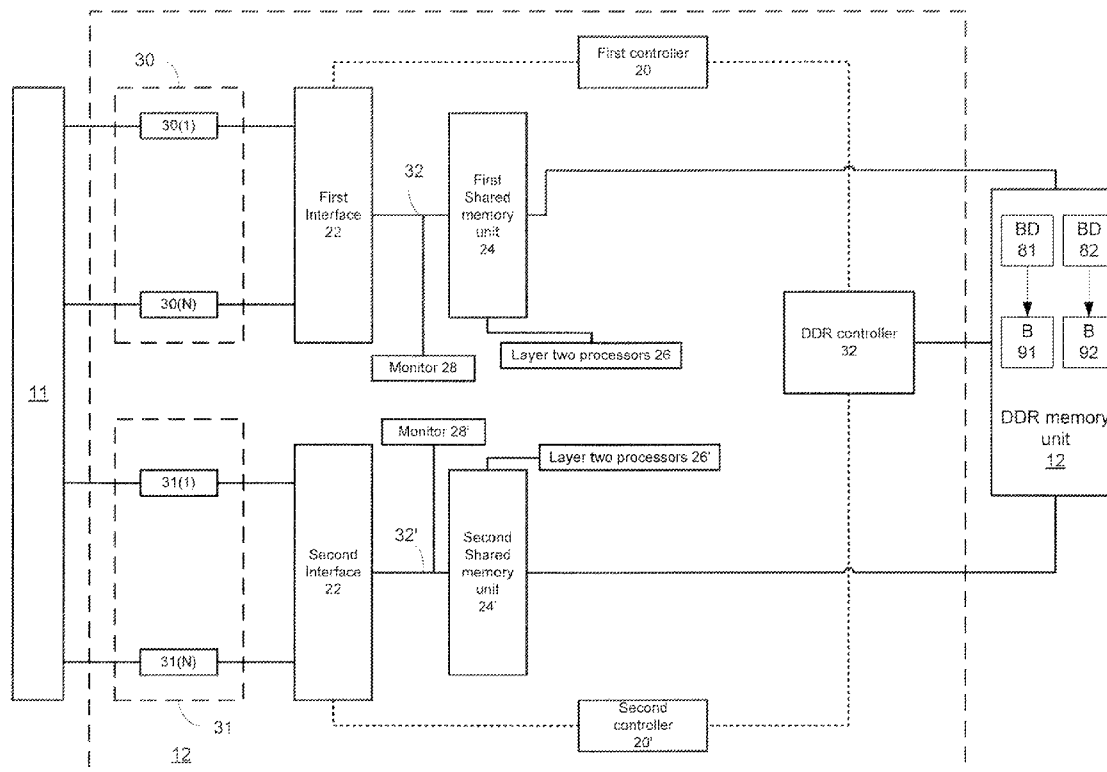 First controller
20
30
30(1)
11
First
Interface
22
32
First
Shared
memory
unit
24
BD
81
BD
82
30(N)
DDR controller
32
B
91
B
92
Layer two processors 26
Monitor 28
DDR memory
unit
12
Monitor 28'
Layer two processors 26'
31(1)
Second
Interface
22
32'
Second
Shared
memory
unit
24'
31(N)
31
12
Second
controller
20'